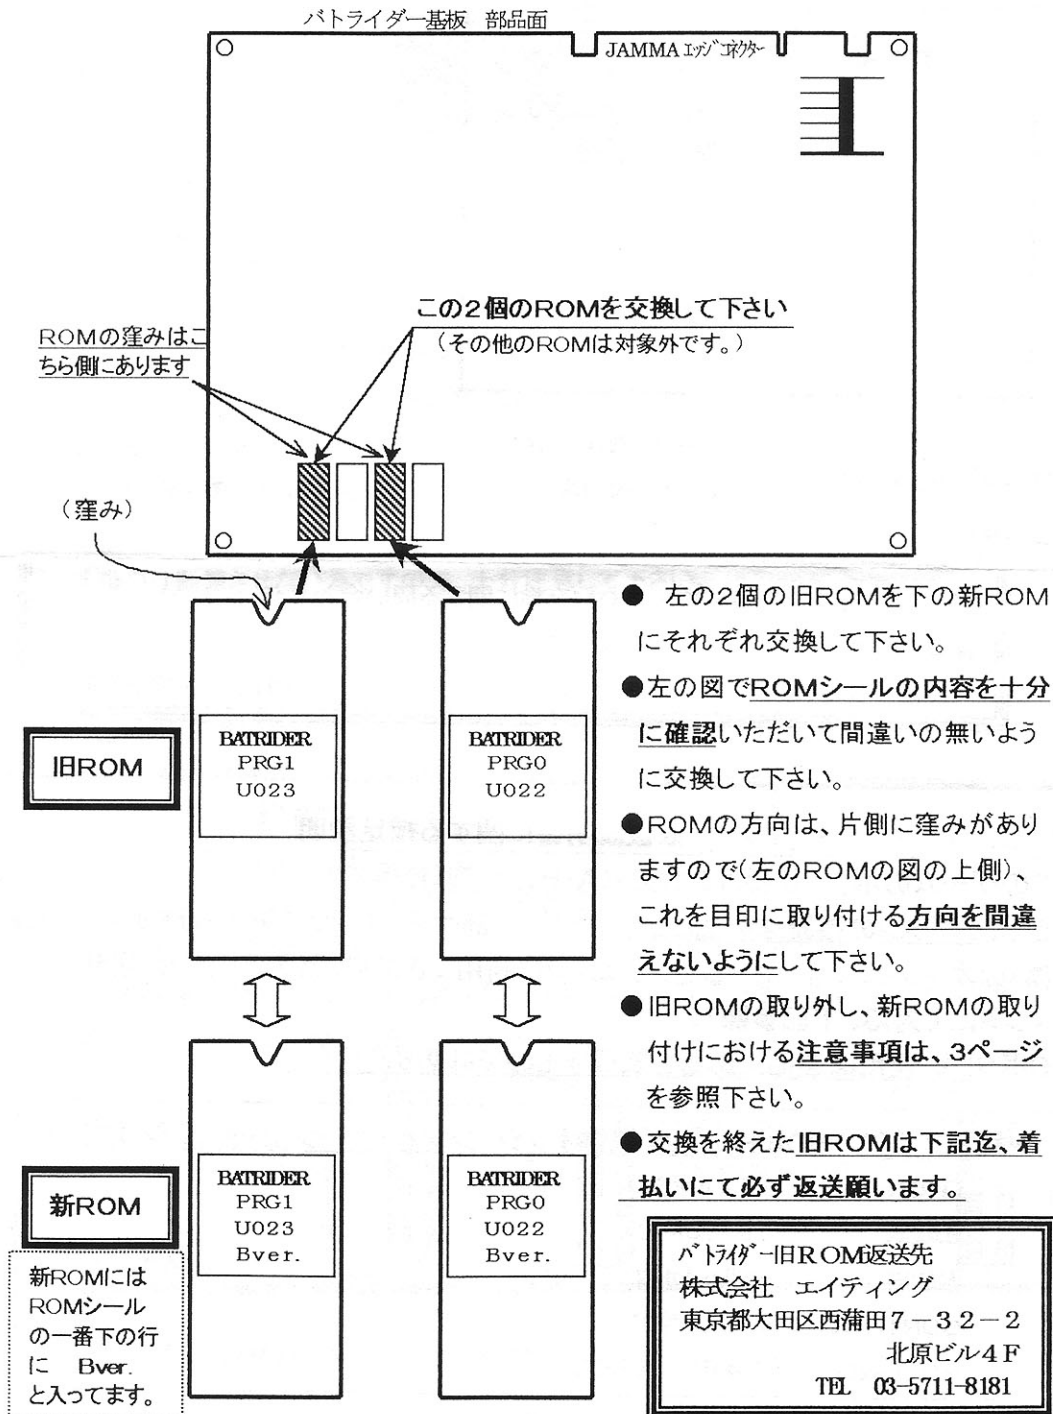 バトライダー基板 部品面
JAMMAエッジコネクター
この2個のROMを交換して下さい
(その他のROMは対象外です。)
ROMの窪みはこ
ちら側にあります
(窪み)
旧ROM
BATRIDER
PRG1
U023
BATRIDER
PRG0
U022
新ROM
BATRIDER
PRG1
U023
Bver.
BATRIDER
PRG0
U022
Bver.
新ROMには
ROMシール
の一番下の行
に Bver.
と入ってます。
● 左の2個の旧ROMを下の新ROM
にそれぞれ交換して下さい。
●左の図でROMシールの内容を十分
に確認いただいて間違いの無いよう
に交換して下さい。
●ROMの方向は、片側に窪みがあり
ますので(左のROMの図の上側)、
これを目印に取り付ける方向を間違
えないようにして下さい。
●旧ROMの取り外し、新ROMの取り
付けにおける注意事項は、3ページ
を参照下さい。
●交換を終えた旧ROMは下記迄、着
払いにて必ず返送願います。
バトライダー旧ROM返送先
株式会社 エイティング
東京都大田区西蒲田7-32-2
北原ビル4F
TEL 03-5711-8181